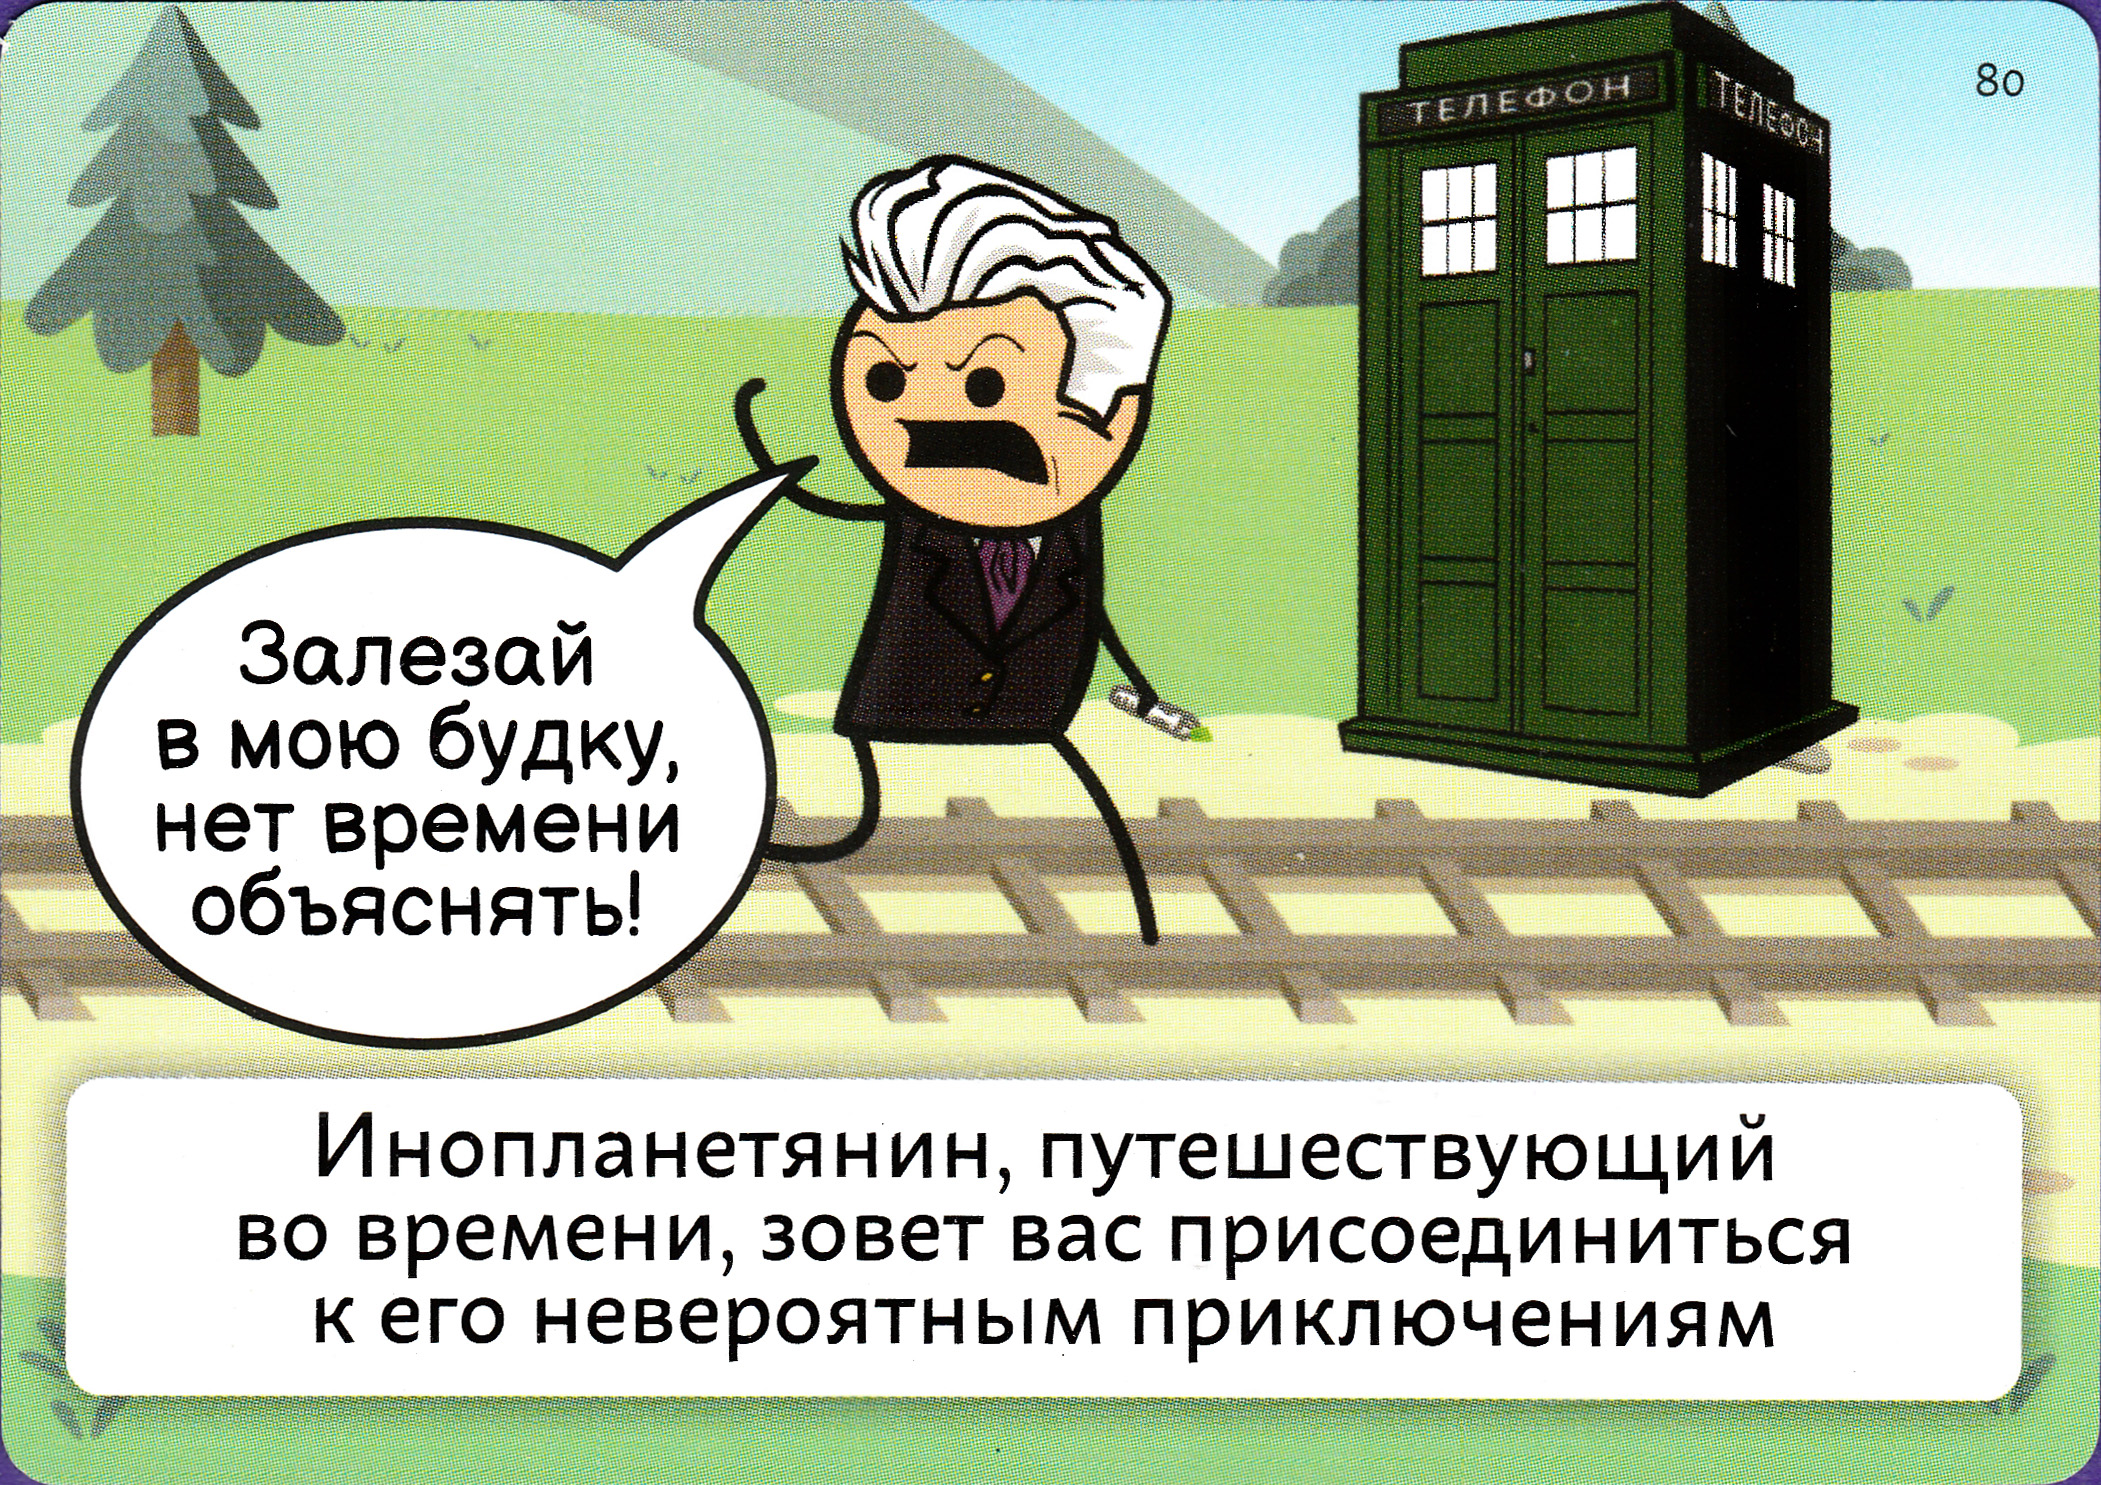 80
ТЕЛЕФОН
ТЕЛЕФОН
Залезай
в мою будку,
нет времени
объяснять!
Инопланетянин, путешествующий
во времени, зовет вас присоединиться
к его невероятным приключениям